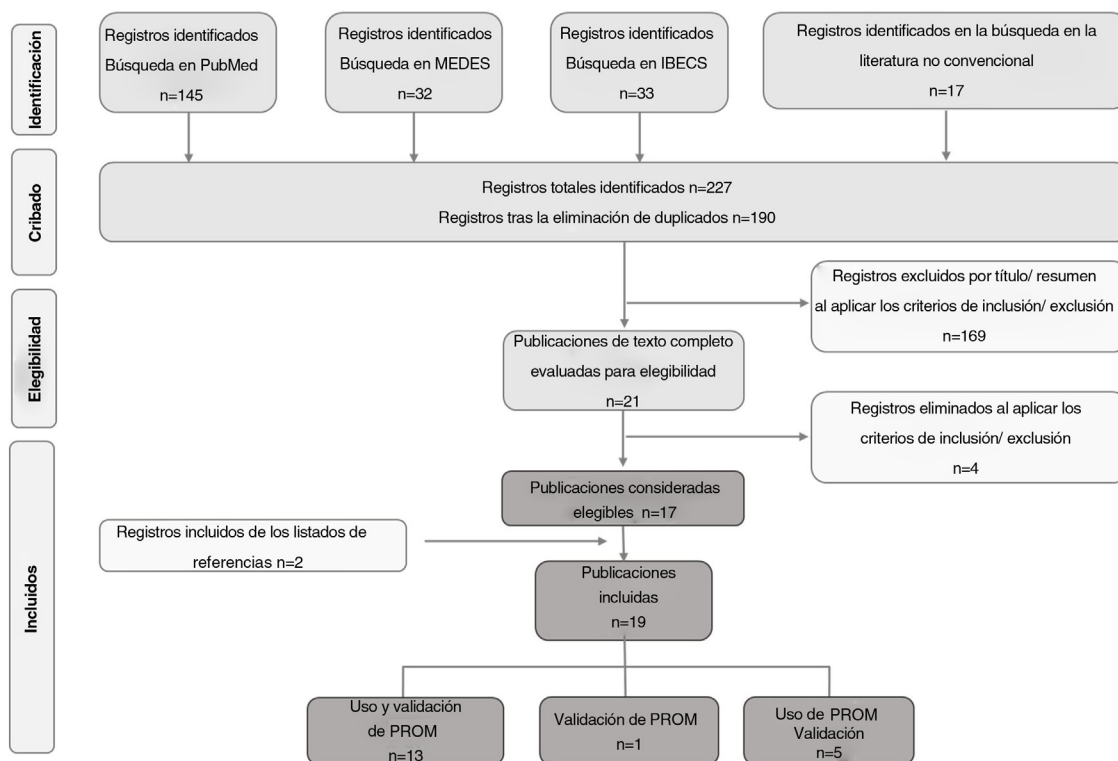 Identificación
Registros identificados
Búsqueda en PubMed
n=145
Registros identificados
Búsqueda en MEDES
n=32
Registros identificados
Búsqueda en IBECS
n=33
Registros identificados en la búsqueda en la
literatura no convencional
n=17
Cribado
Registros totales identificados n=227
Registros tras la eliminación de duplicados n=190
Elegibilidad
Registros excluidos por título/ resumen
al aplicar los criterios de inclusión/ exclusión
n=169
Publicaciones de texto completo
evaluadas para elegibilidad
n=21
Registros eliminados al aplicar los
criterios de inclusión/ exclusión
n=4
Incluidos
Publicaciones consideradas
elegibles n=17
Registros incluidos de los listados de
referencias n=2
Publicaciones
incluidas
n=19
Uso y validación
de PROM
n=13
Validación de PROM
n=1
Uso de PROM
Validación
n=5